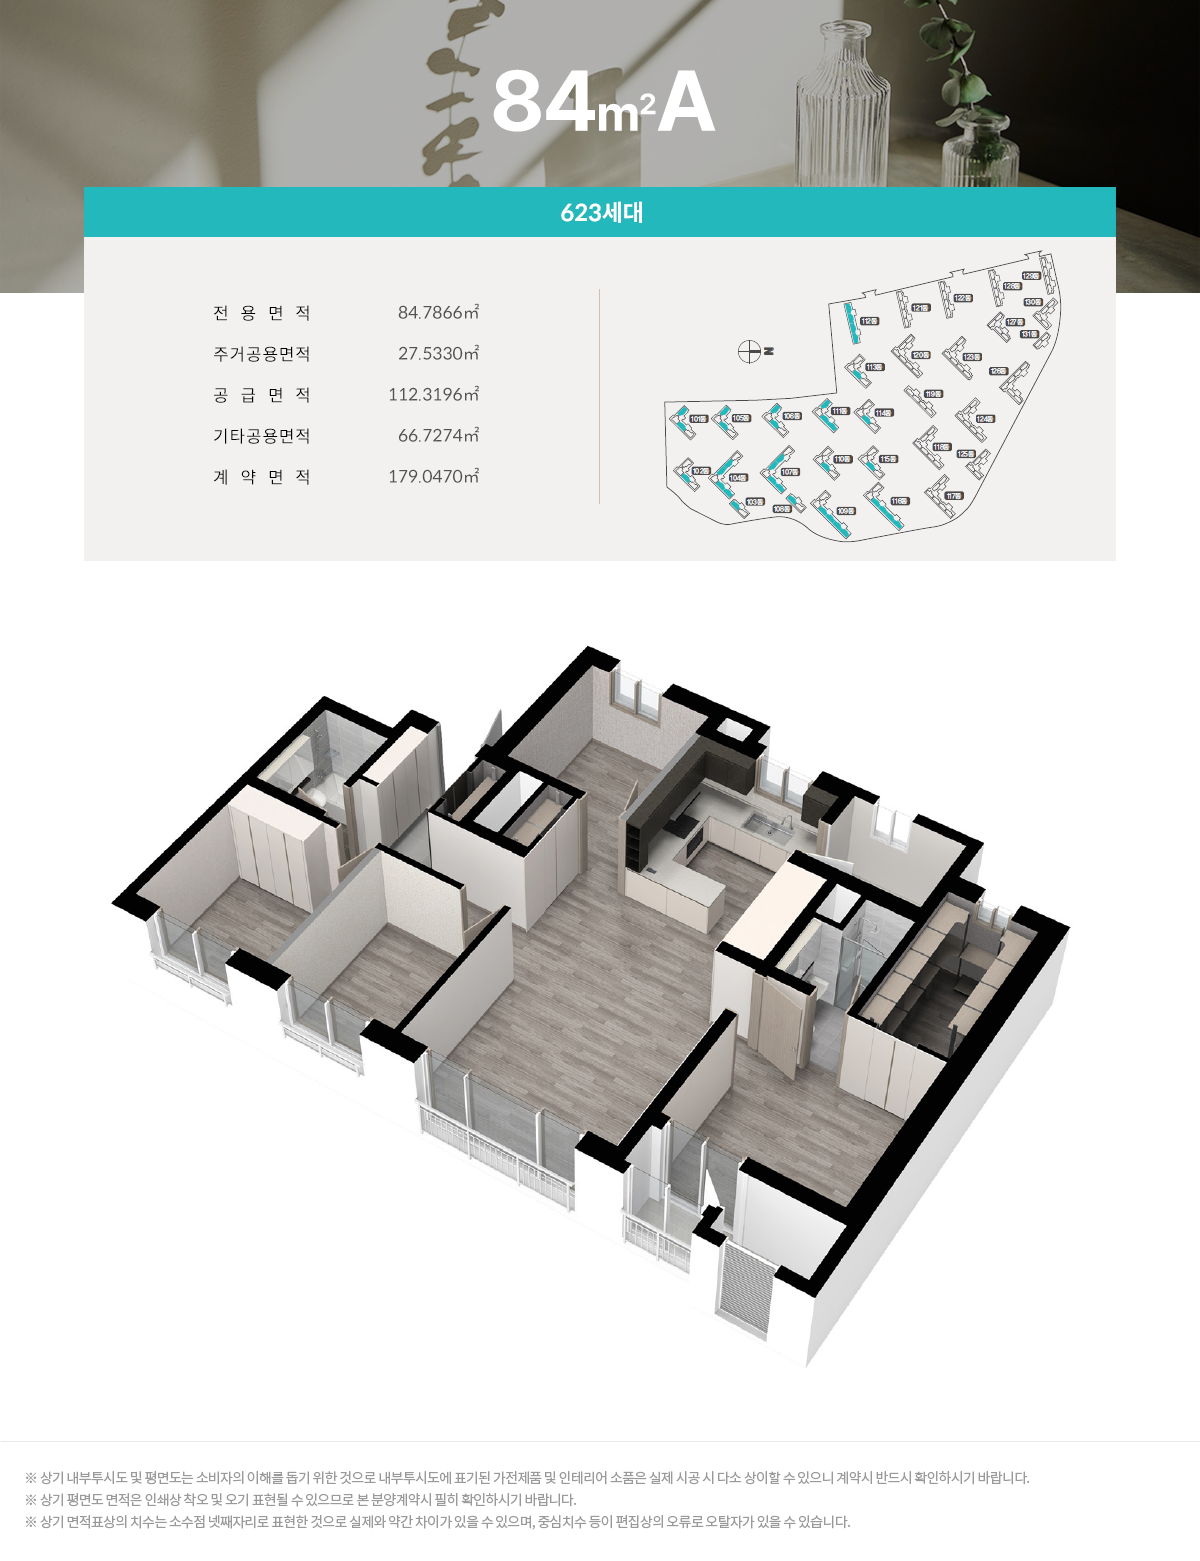 84m²A
623세대
전 용 면 적 84.7866㎡
주거공용면적 27.5330㎡
공 급 면 적 112.3196㎡
기타공용면적 66.7274㎡
계 약 면 적 179.0470㎡
N
129동
128동
122동
130동
121동
112동
127동
131동
120동
123동
113동
126동
119동
111동
114동
106동
105동
101동
124동
118동
125동
110동
115동
102동
107동
104동
117동
116동
103동
108동
109동
※ 상기 내부투시도 및 평면도는 소비자의 이해를 돕기 위한 것으로 내부투시도에 표기된 가전제품 및 인테리어 소품은 실제 시공 시 다소 상이할 수 있으니 계약시 반드시 확인하시기 바랍니다.
※ 상기 평면도 면적은 인쇄상 착오 및 오기 표현될 수 있으므로 본 분양계약시 필히 확인하시기 바랍니다.
※ 상기 면적표상의 치수는 소수점 넷째자리로 표현한 것으로 실제와 약간 차이가 있을 수 있으며, 중심치수 등이 편집상의 오류로 오탈자가 있을 수 있습니다.